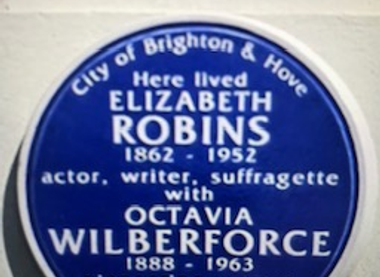 City of Brighton & Hove
Here lived
ELIZABETH
ROBINS
1862 - 1952
actor, writer, suffragette
with
OCTAVIA
WILBERFORCE
1888 - 1963